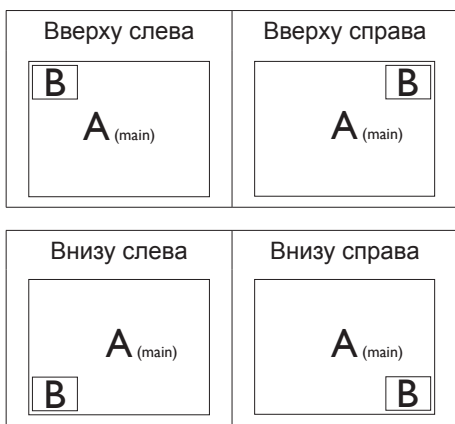 Вверху слева
Вверху справа
B
A (main)
B
A (main)
Внизу слева
Внизу справа
A (main)
B
A (main)
B